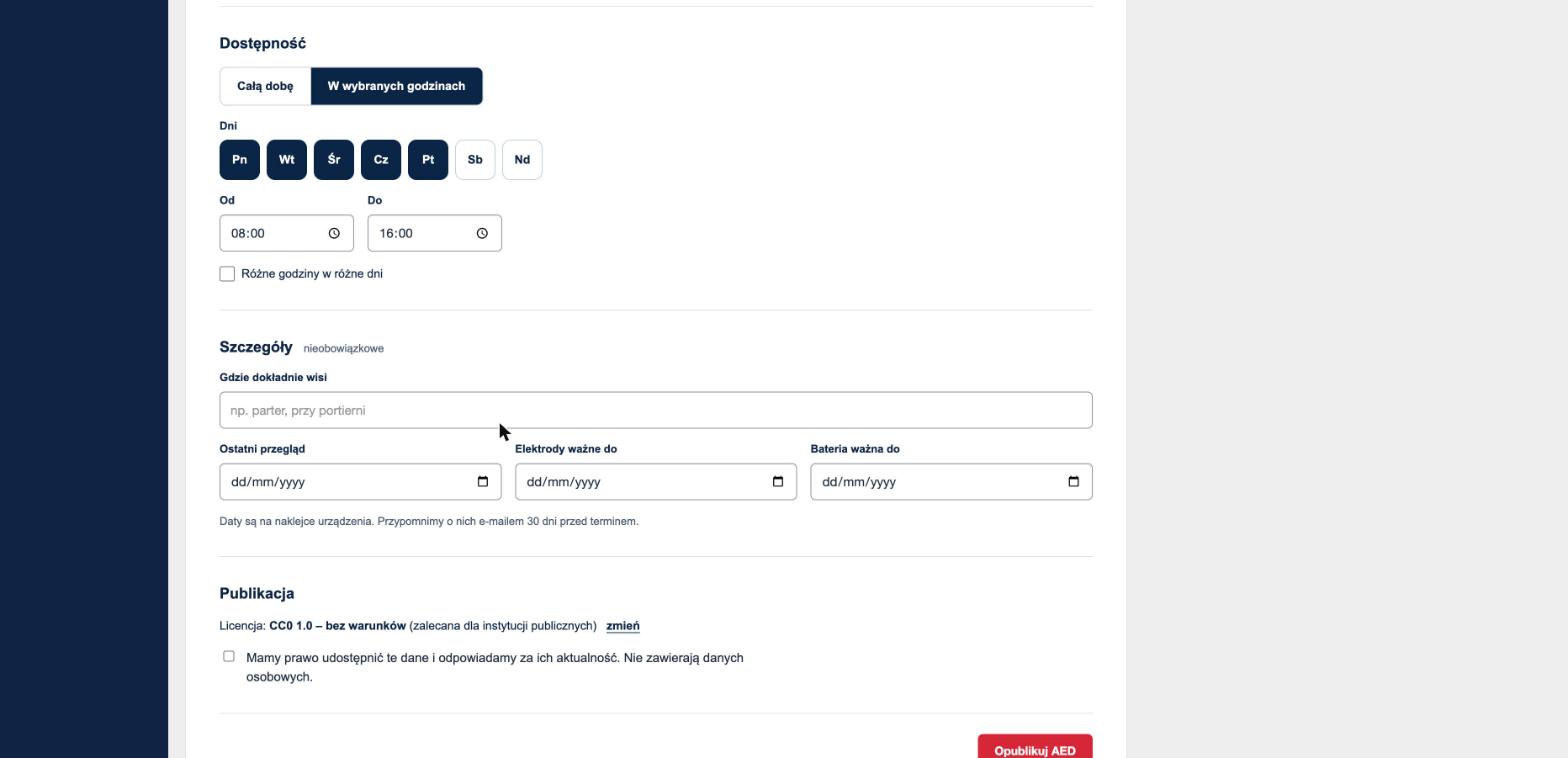 Dostępność
Całą dobę
W wybranych godzinach
Dni
Pn Wt Śr Cz Pt Sb Nd
Od Do
08:00 16:00
Różne godziny w różne dni
Szczegóły nieobowiązkowe
Gdzie dokładnie wisi
np. parter, przy portierni
Ostatni przegląd Elektrody ważne do Bateria ważna do
dd/mm/yyyy dd/mm/yyyy dd/mm/yyyy
Daty są na naklejce urządzenia. Przypomnimy o nich e-mailem 30 dni przed terminem.
Publikacja
Licencja: CC0 1.0 – bez warunków (zalecana dla instytucji publicznych) zmień
Mamy prawo udostępnić te dane i odpowiadamy za ich aktualność. Nie zawierają danych
osobowych.
Opublikuj AED